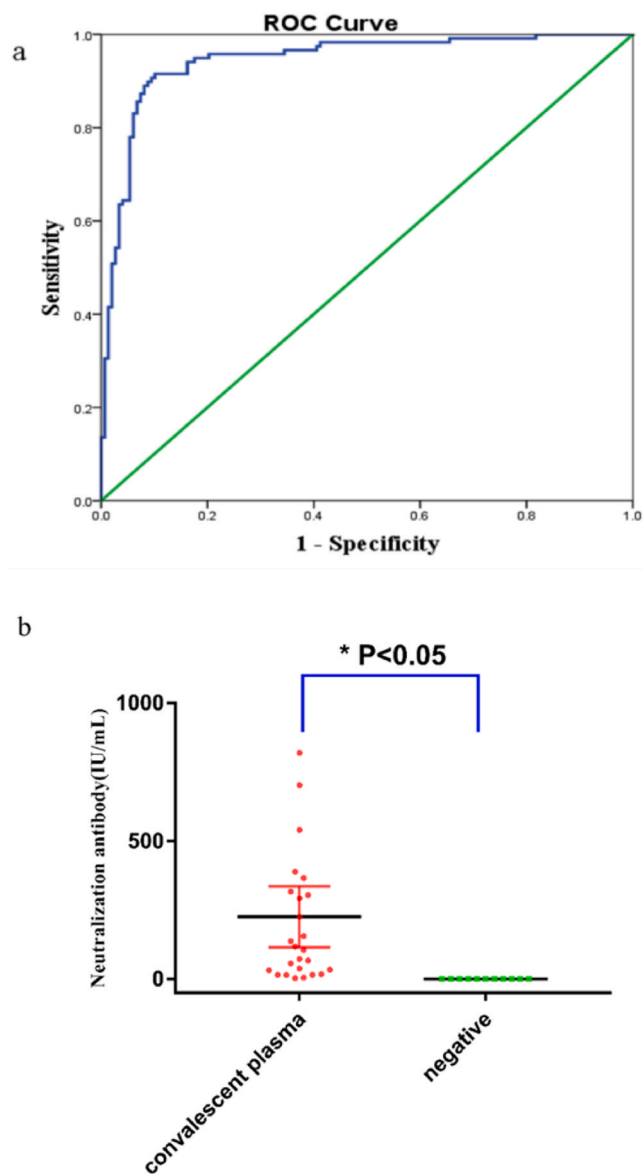 a
ROC Curve
1.0
0.8
0.6
0.4
0.2
0.0
Sensitivity
0.0 0.2 0.4 0.6 0.8 1.0
1 - Specificity
b
* P<0.05
1000
500
0
Neutralization antibody(IU/mL)
convalescent plasma
negative